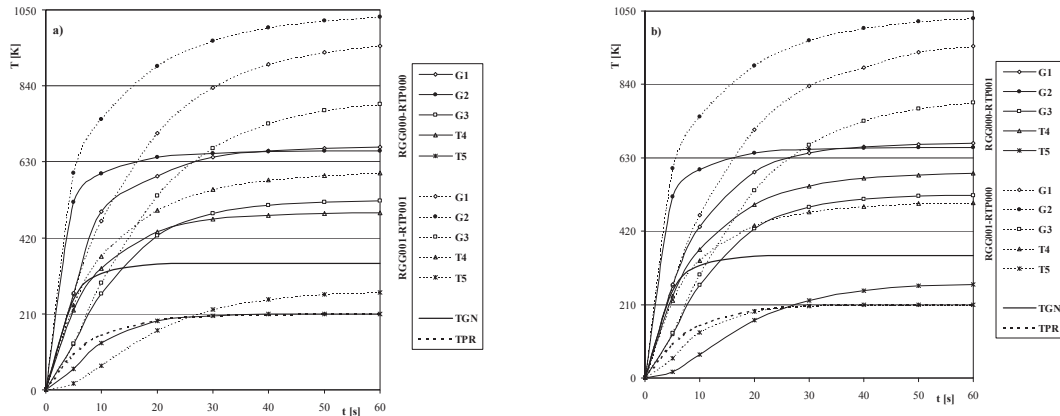 a)
T [K]
1050
840
630
420
210
0
0 10 20 30 40 50 60
t [s]
G1
G2
G3
T4
T5
RGG000-RTP000
G1
G2
G3
T4
T5
RGG001-RTP001
TGN
TPR
b)
T [K]
1050
840
630
420
210
0
0 10 20 30 40 50 60
t [s]
G1
G2
G3
T4
T5
RGG000-RTP001
G1
G2
G3
T4
T5
RGG001-RTP000
TGN
TPR